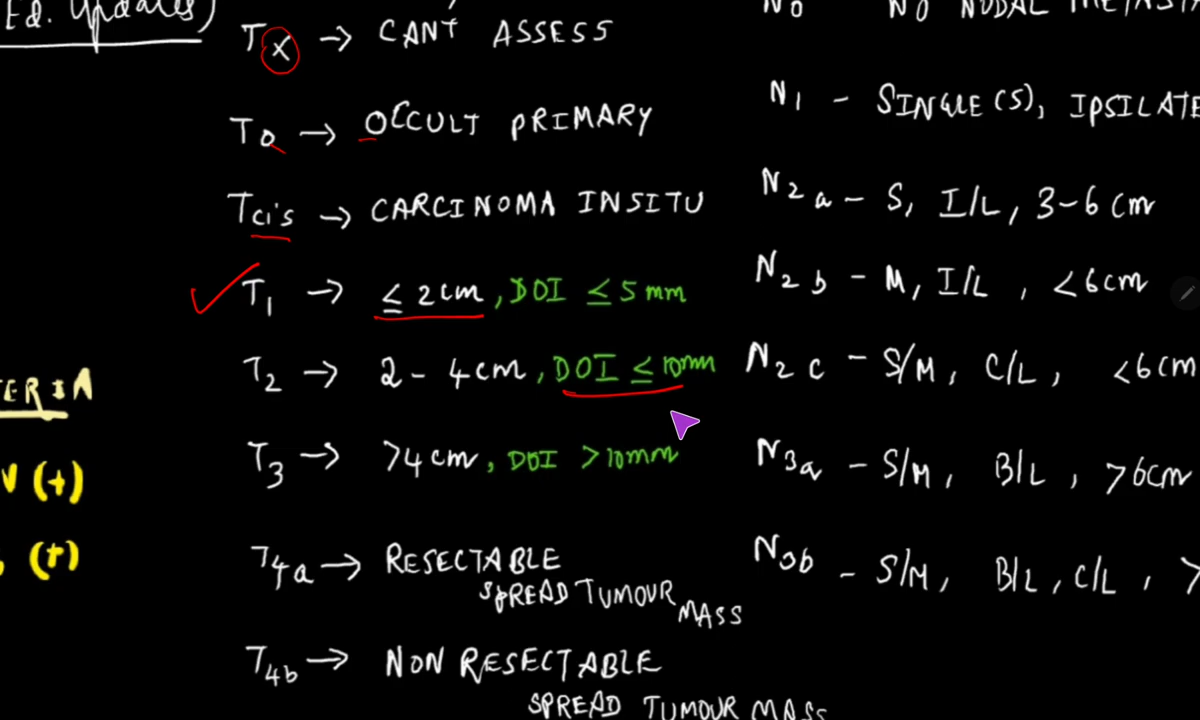 Ed. Updates)
TX → CANT ASSESS
T0 → OCCULT PRIMARY
Tcis → CARCINOMA INSITU
T1 → ≤ 2cm, DOI ≤ 5 mm
T2 → 2 - 4cm, DOI ≤ 10mm
T3 → >4cm, DOI >10mm
T4a → RESECTABLE
SPREAD TUMOUR
MASS
T4b → NON RESECTABLE
SPREAD TUMOUR MASS
N0 NO NODAL
N1 - SINGLE(S),
N2a - S, I/L, 3-6 cm
N2b - M, I/L, <6cm
N2c - S/M, C/L, <6cm
N3a - S/M, B/L, >6cm
N3b - S/M, B/L, C/L, >
(+)
(+)